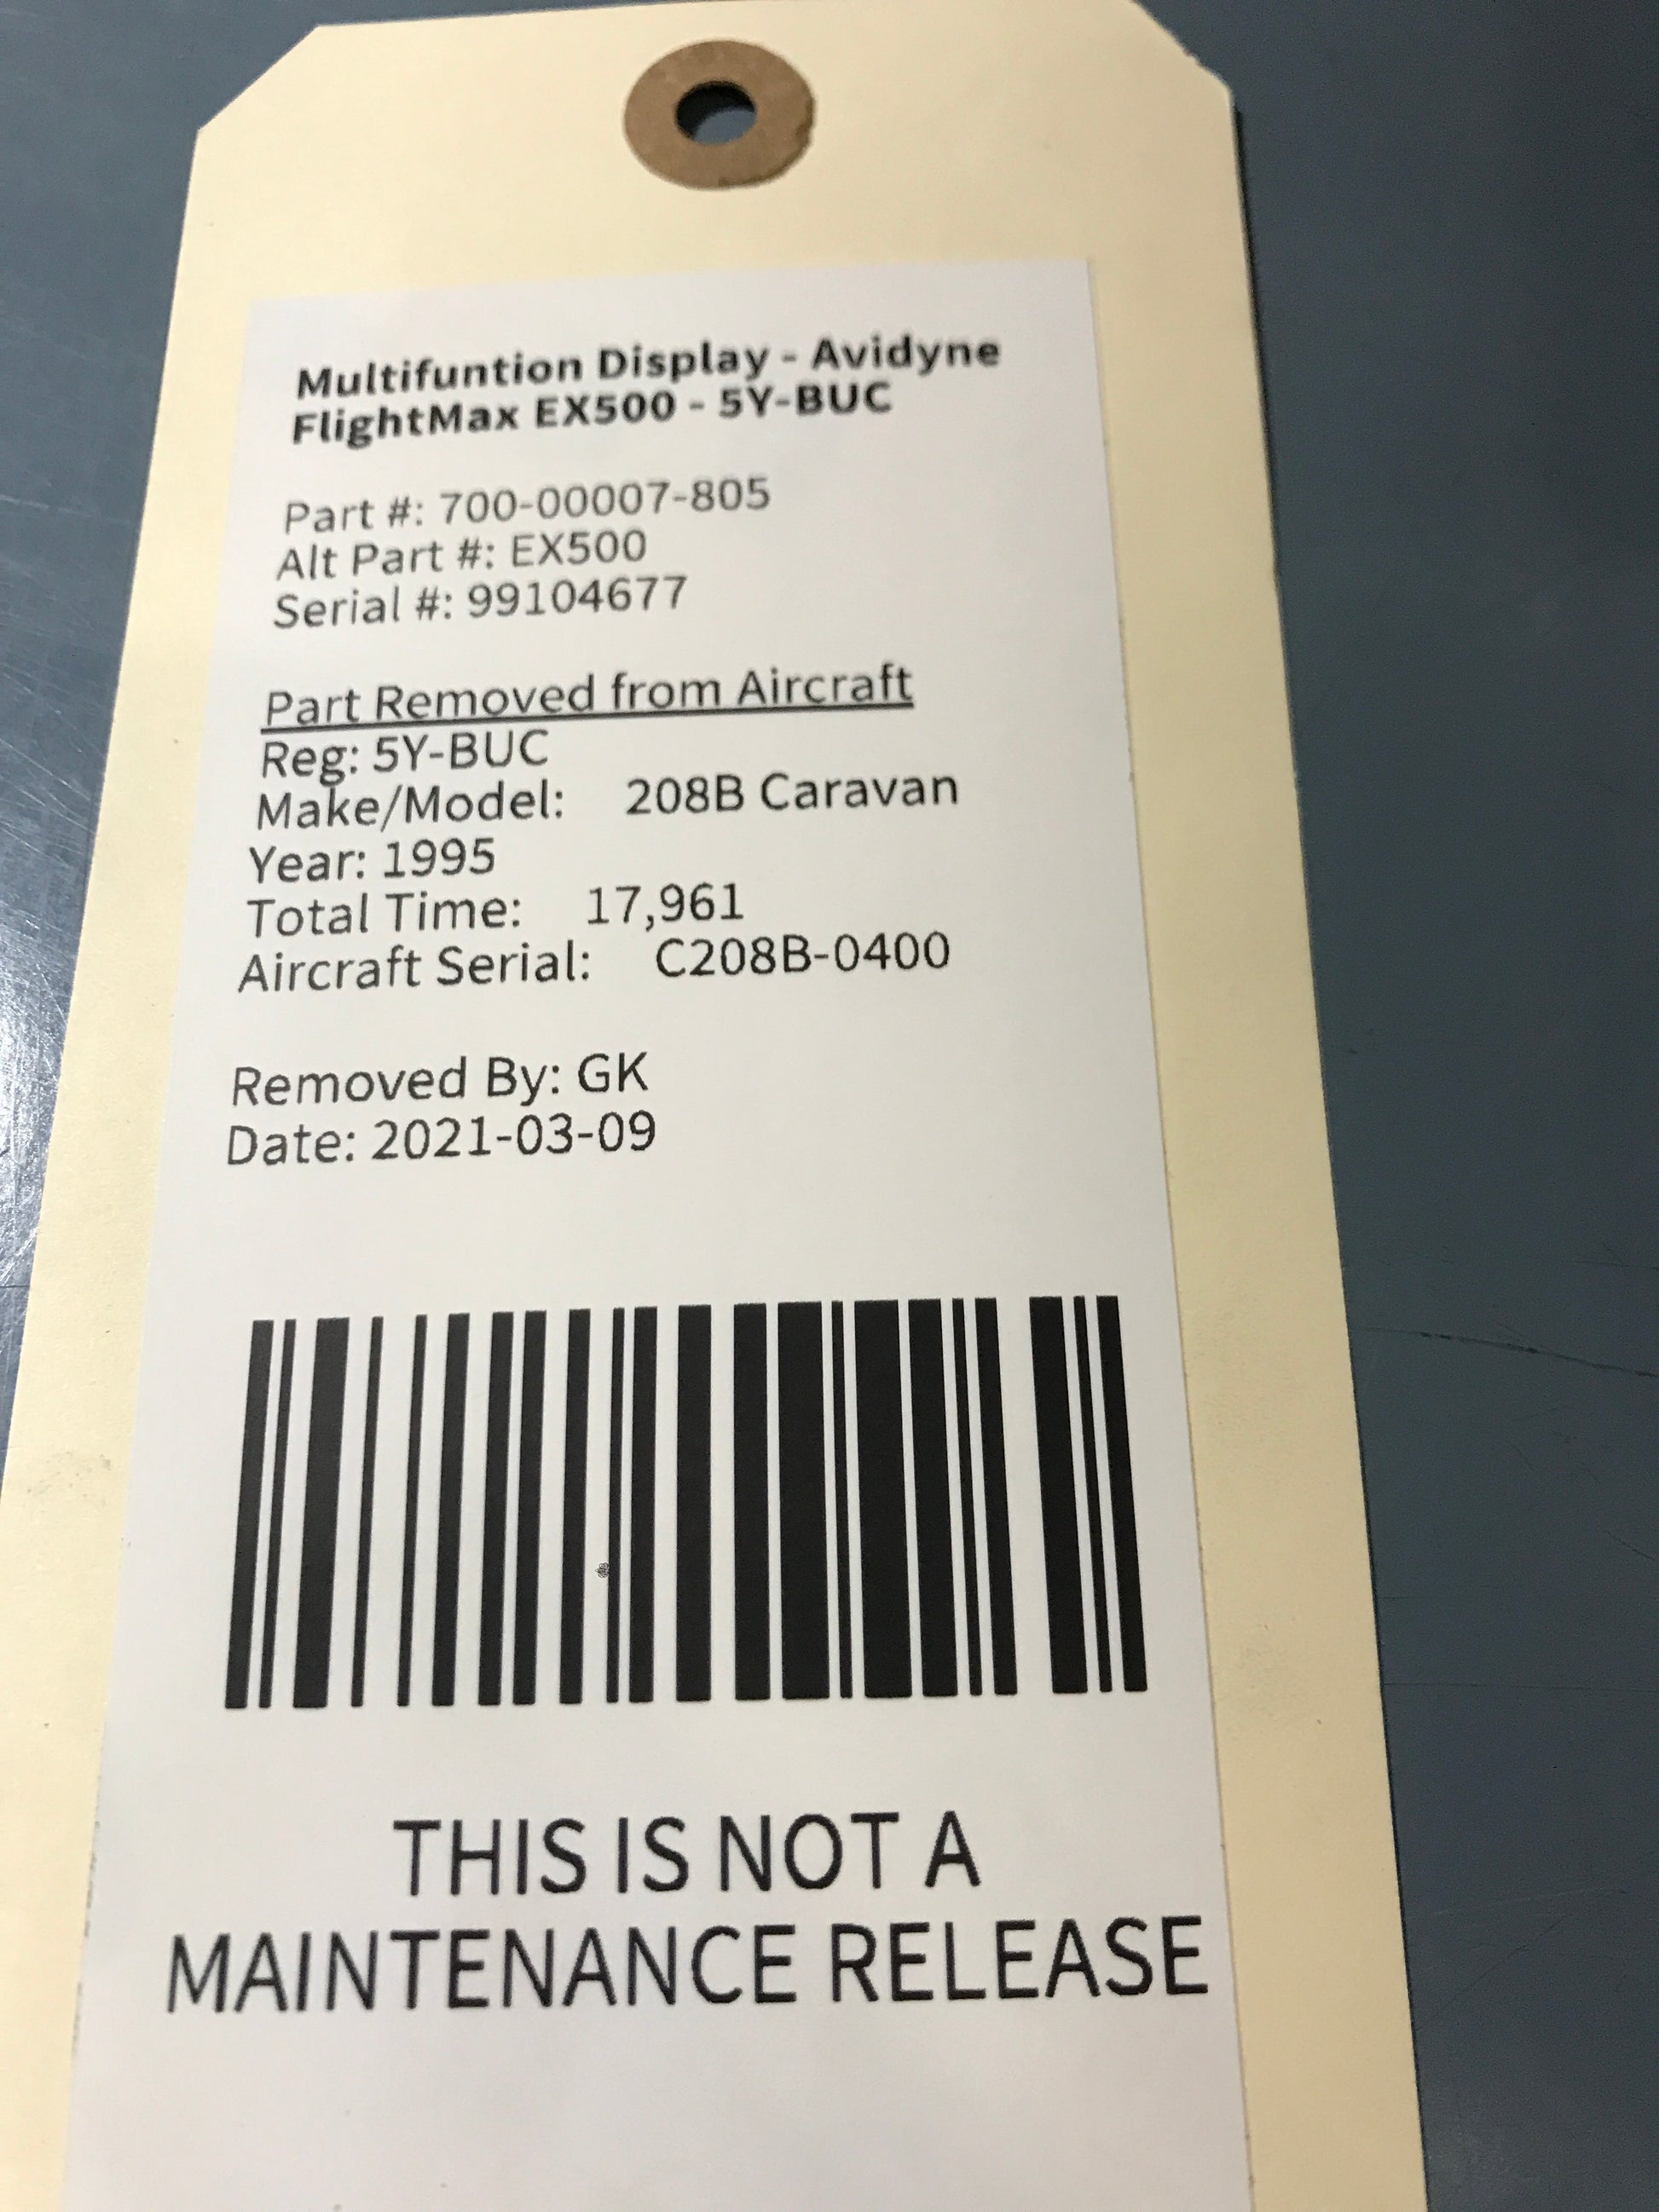 Multifuntion Display - Avidyne
FlightMax EX500 - 5Y-BUC
Part #: 700-00007-805
Alt Part #: EX500
Serial #: 99104677
Part Removed from Aircraft
Reg: 5Y-BUC
Make/Model: 208B Caravan
Year: 1995
Total Time: 17,961
Aircraft Serial: C208B-0400
Removed By: GK
Date: 2021-03-09
THIS IS NOT A
MAINTENANCE RELEASE